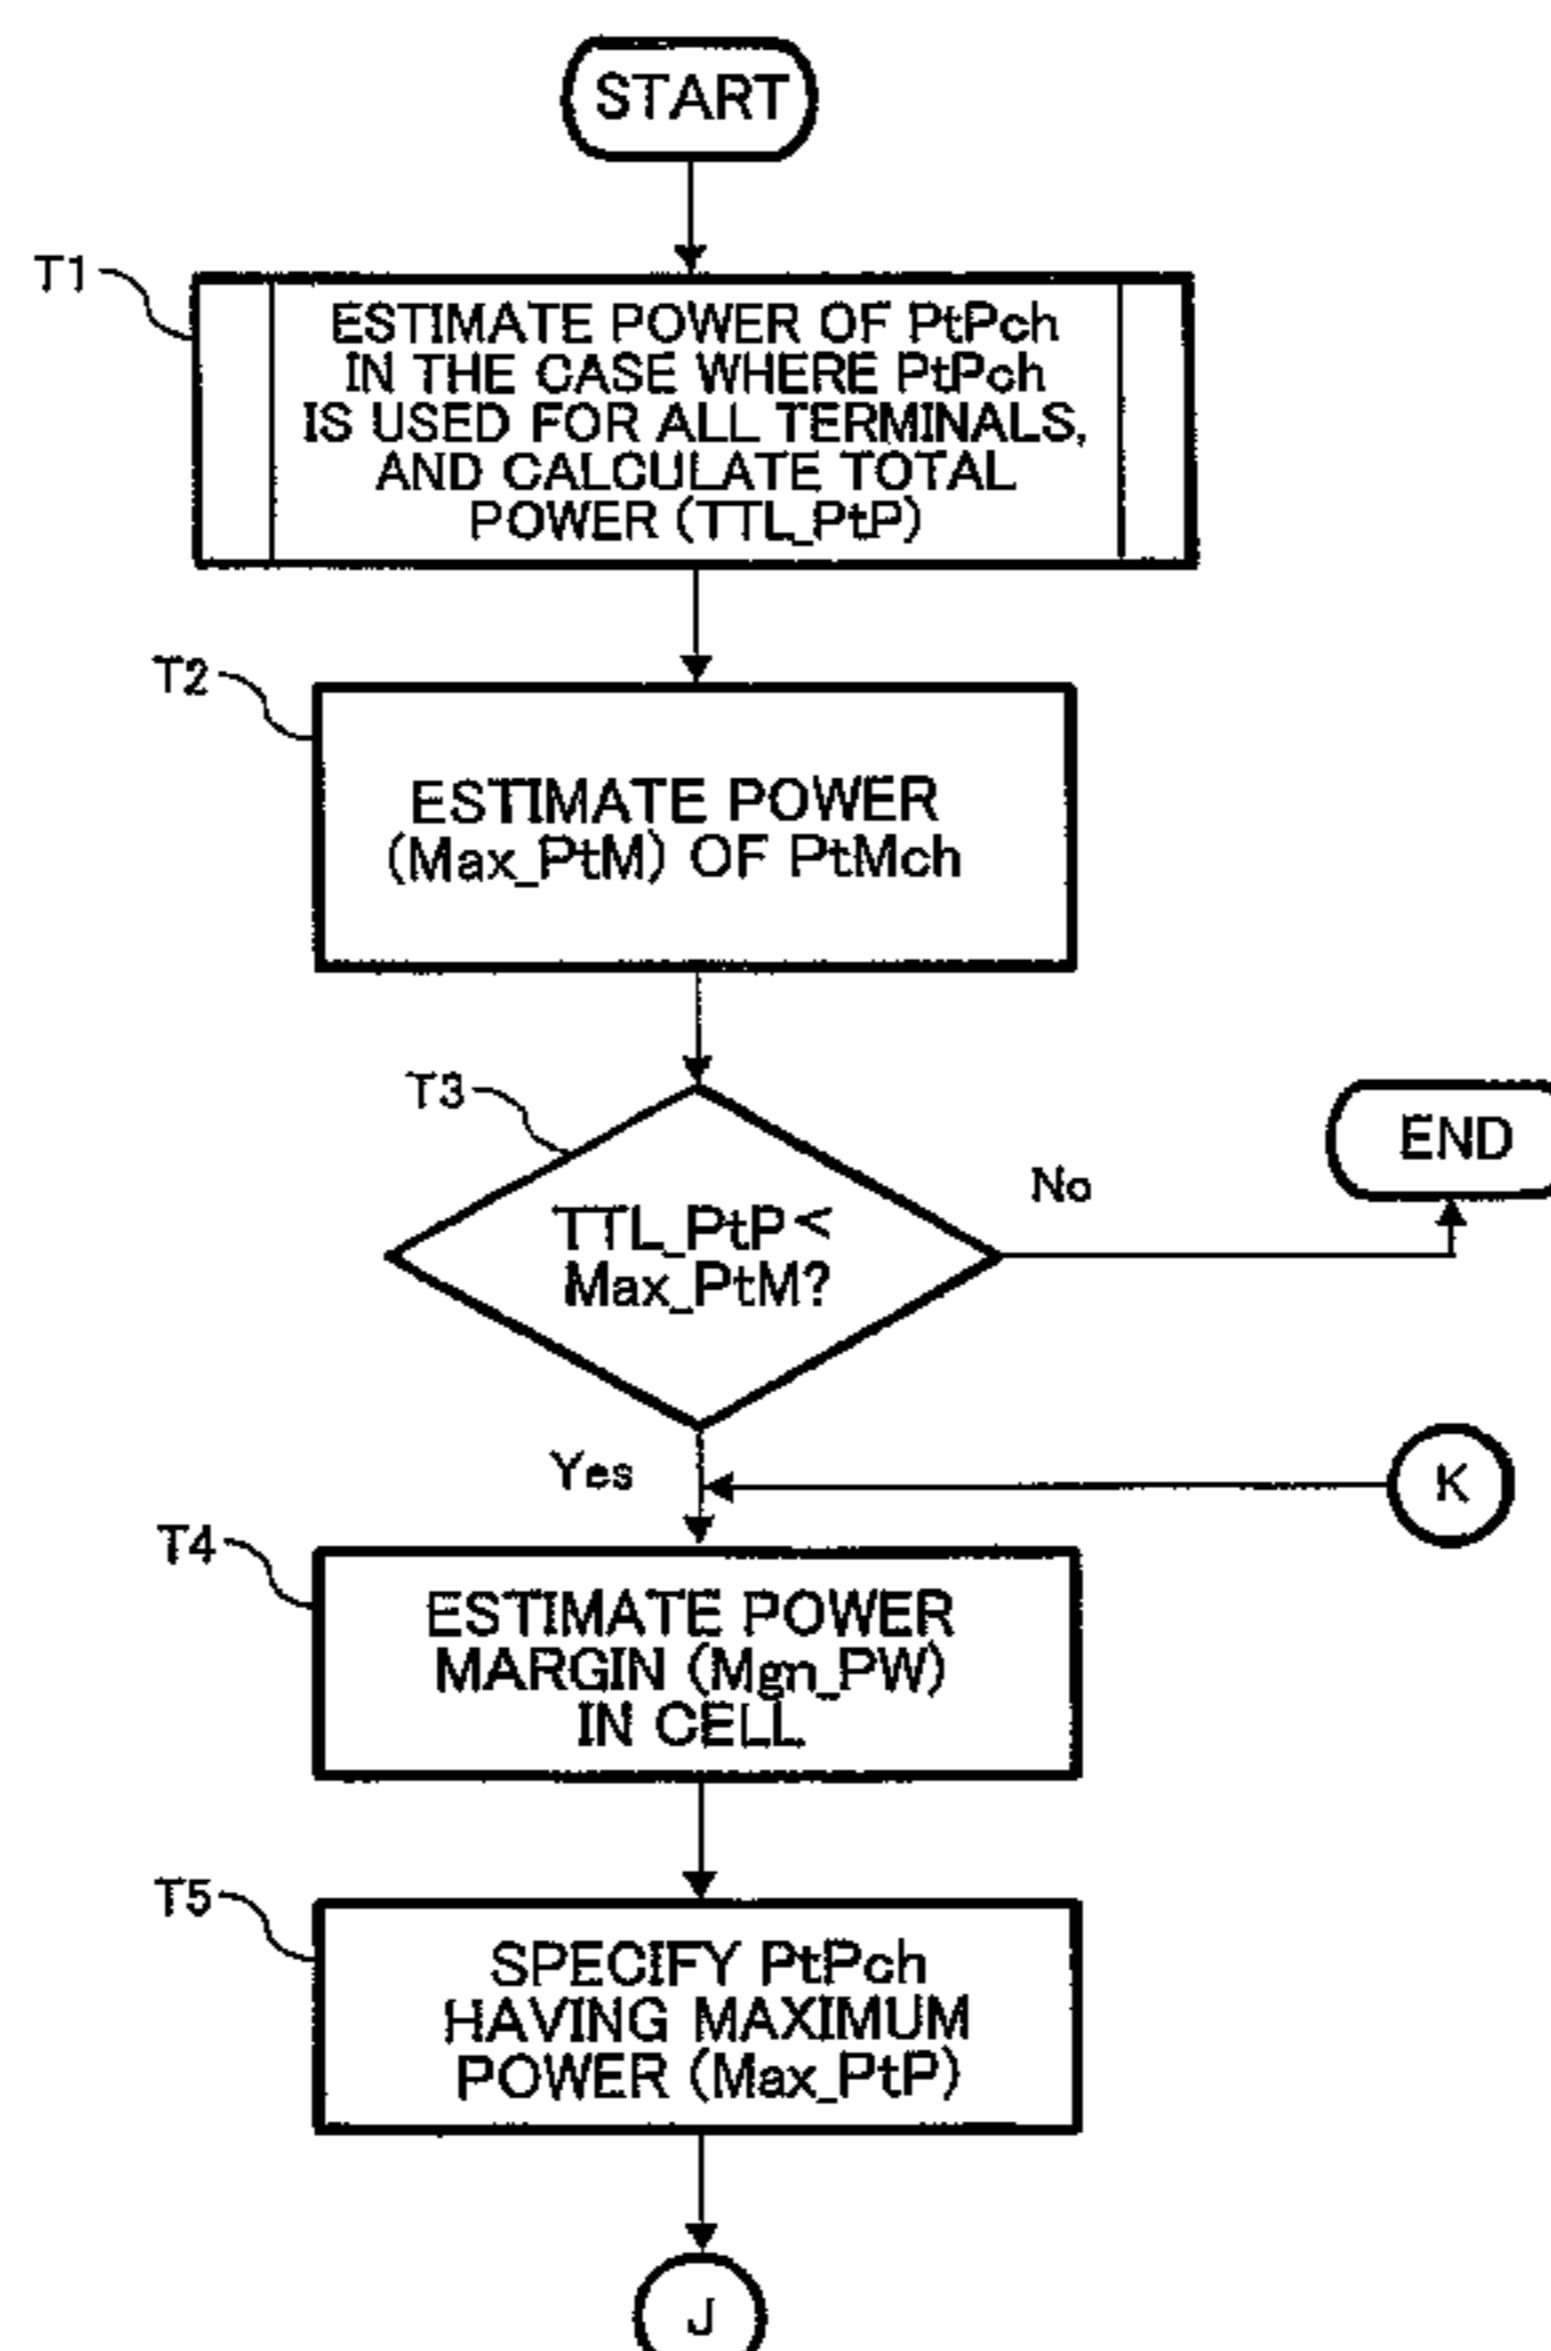 START
T1
ESTIMATE POWER OF PtPch
IN THE CASE WHERE PtPch
IS USED FOR ALL TERMINALS,
AND CALCULATE TOTAL
POWER (TTL_PtP)
T2
ESTIMATE POWER
(Max_PtM) OF PtMch
T3
TTL_PtP<
Max_PtM?
No
END
Yes
K
T4
ESTIMATE POWER
MARGIN (Mgn_PW)
IN CELL
T5
SPECIFY PtPch
HAVING MAXIMUM
POWER (Max_PtP)
J